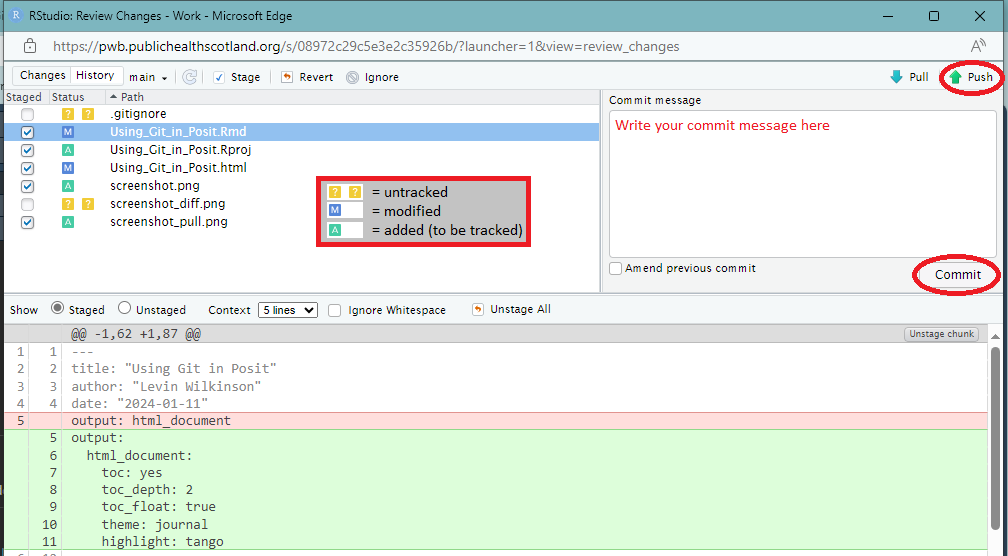 RStudio: Review Changes - Work - Microsoft Edge
https://pwb.publichealthscotland.org/s/08972c29c5e3e2c35926b/?launcher=1&view=review_changes
Changes History main Stage Revert Ignore Pull Push
Staged Status Path
? ? .gitignore
M Using_Git_in_Posit.Rmd
A Using_Git_in_Posit.Rproj
M Using_Git_in_Posit.html
A screenshot.png
? ? screenshot_diff.png
A screenshot_pull.png
? ? = untracked
M = modified
A = added (to be tracked)
Commit message
Write your commit message here
Amend previous commit
Commit
Show Staged Unstaged Context 5 lines Ignore Whitespace Unstage All
@@ -1,62 +1,87 @@ Unstage chunk
1 1 ---
2 2 title: "Using Git in Posit"
3 3 author: "Levin Wilkinson"
4 4 date: "2024-01-11"
5 output: html_document
5 output:
6 html_document:
7 toc: yes
8 toc_depth: 2
9 toc_float: true
10 theme: journal
11 highlight: tango